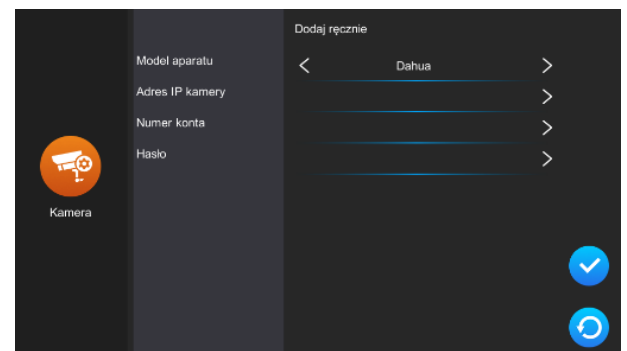 Dodaj ręcznie
Model aparatu
Dahua
Adres IP kamery
Numer konta
Hasło
Kamera